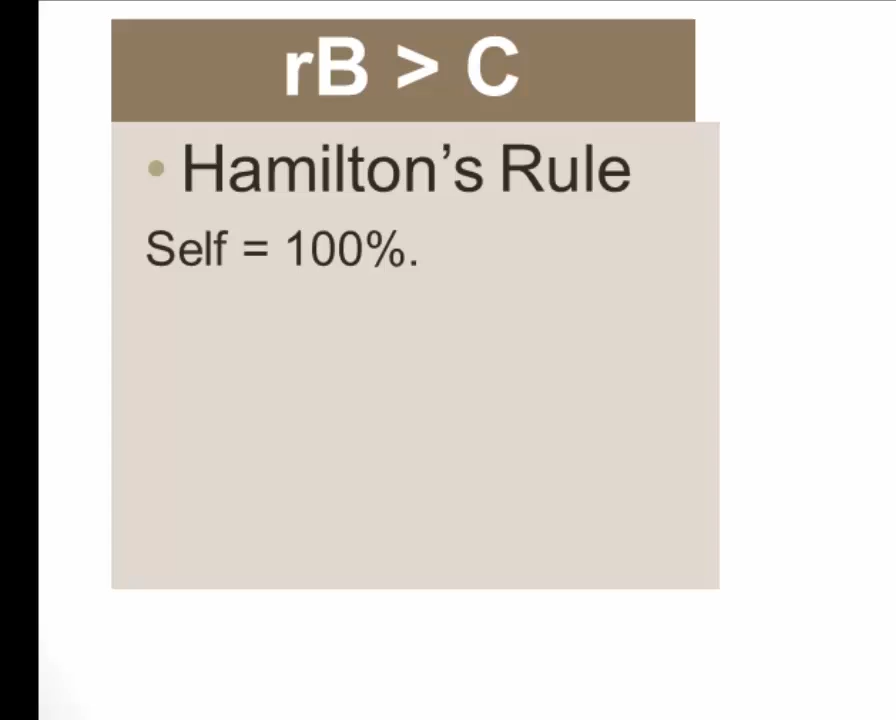 rB > C
• Hamilton’s Rule
Self = 100%.